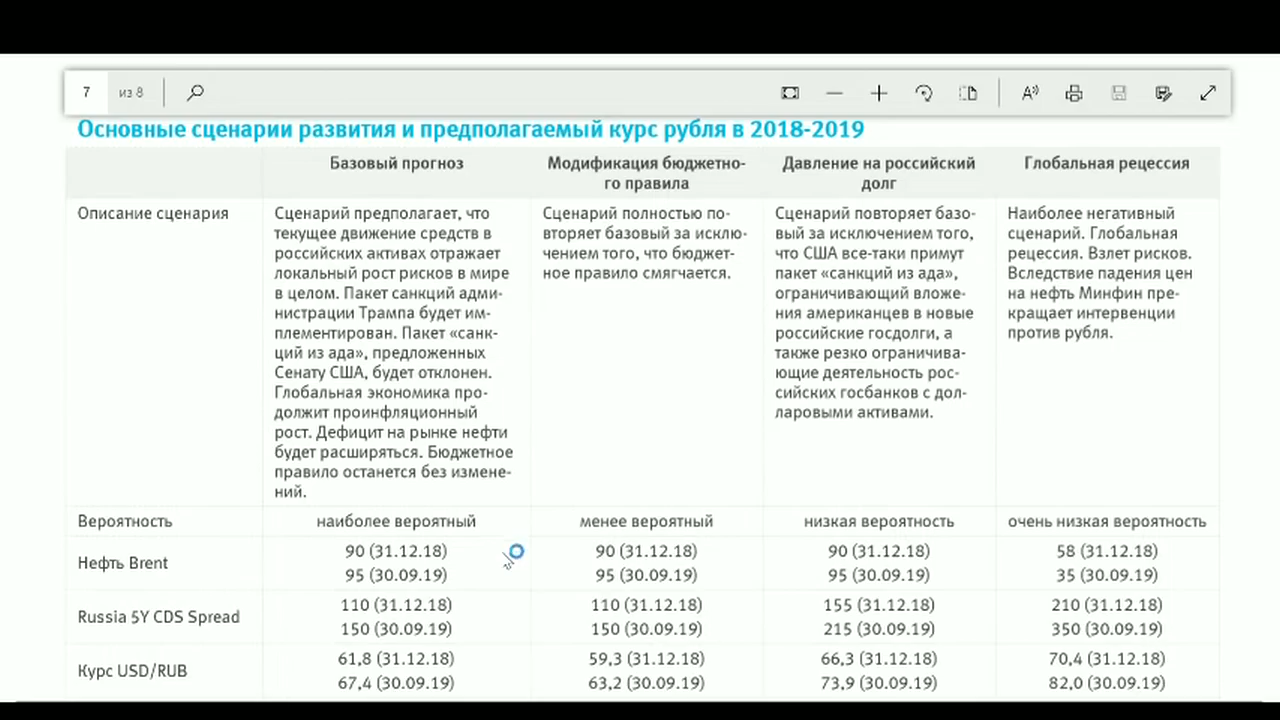 7 из 8
Основные сценарии развития и предполагаемый курс рубля в 2018-2019
Базовый прогноз
Модификация бюджетно-
го правила
Давление на российский
долг
Глобальная рецессия
Описание сценария
Сценарий предполагает, что
текущее движение средств в
российских активах отражает
локальный рост рисков в мире
в целом. Пакет санкций адми-
нистрации Трампа будет им-
плементирован. Пакет «санк-
ций из ада», предложенных
Сенату США, будет отклонен.
Глобальная экономика про-
должит проинфляционный
рост. Дефицит на рынке нефти
будет расширяться. Бюджетное
правило останется без измене-
ний.
Сценарий полностью по-
вторяет базовый за исклю-
чением того, что бюджет-
ное правило смягчается.
Сценарий повторяет базо-
вый за исключением того,
что США все-таки примут
пакет «санкций из ада»,
ограничивающий вложе-
ния американцев в новые
российские госдолги, а
также резко ограничива-
ющие деятельность рос-
сийских госбанков с дол-
ларовыми активами.
Наиболее негативный
сценарий. Глобальная
рецессия. Взлет рисков.
Вследствие падения цен
на нефть Минфин пре-
кращает интервенции
против рубля.
Вероятность
наиболее вероятный
менее вероятный
низкая вероятность
очень низкая вероятность
Нефть Brent
90 (31.12.18)
95 (30.09.19)
90 (31.12.18)
95 (30.09.19)
90 (31.12.18)
95 (30.09.19)
58 (31.12.18)
35 (30.09.19)
Russia 5Y CDS Spread
110 (31.12.18)
150 (30.09.19)
110 (31.12.18)
150 (30.09.19)
155 (31.12.18)
215 (30.09.19)
210 (31.12.18)
350 (30.09.19)
Курс USD/RUB
61,8 (31.12.18)
67,4 (30.09.19)
59,3 (31.12.18)
63,2 (30.09.19)
66,3 (31.12.18)
73,9 (30.09.19)
70,4 (31.12.18)
82,0 (30.09.19)